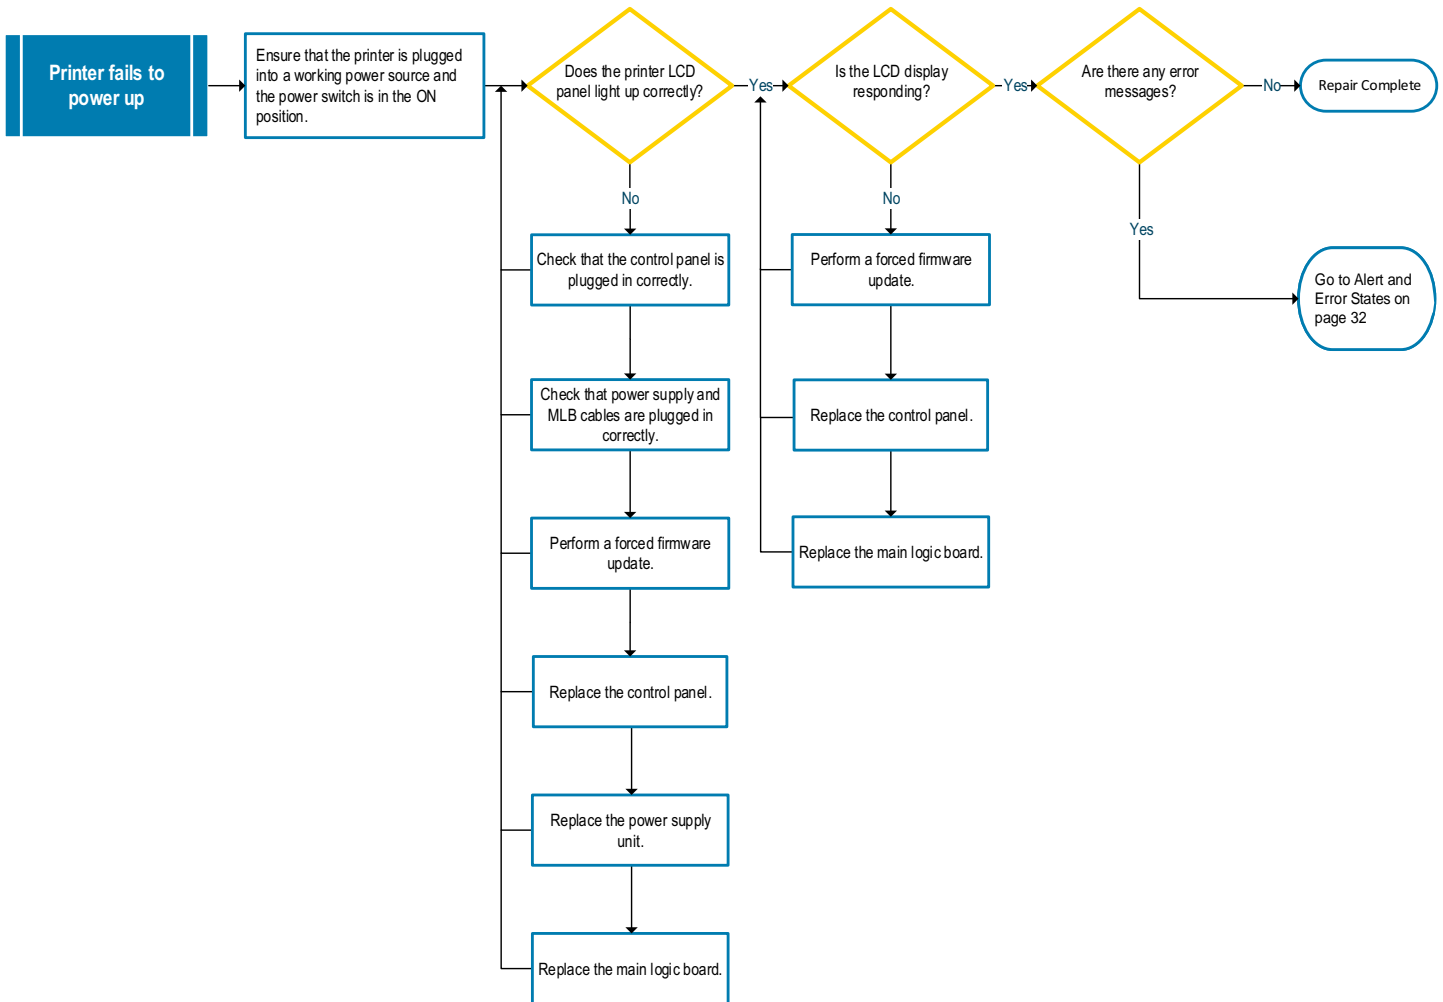 Printer fails to
power up
Ensure that the printer is plugged
into a working power source and
the power switch is in the ON
position.
Does the printer LCD
panel light up correctly?
Yes
Is the LCD display
responding?
Yes
Are there any error
messages?
No
Repair Complete
No
No
Yes
Check that the control panel is
plugged in correctly.
Perform a forced firmware
update.
Go to Alert and
Error States on
page 32
Check that power supply and
MLB cables are plugged in
correctly.
Replace the control panel.
Perform a forced firmware
update.
Replace the main logic board.
Replace the control panel.
Replace the power supply
unit.
Replace the main logic board.